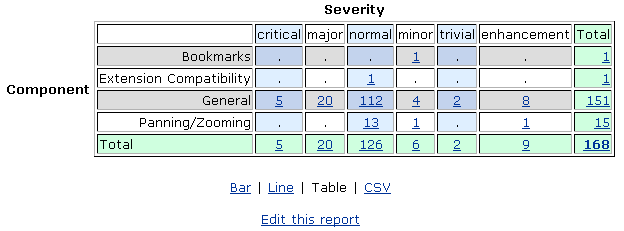 Severity
critical major normal minor trivial enhancement Total
Bookmarks . . . 1 . . 1
Extension Compatibility . . 1 . . . 1
Component
General 5 20 112 4 2 8 151
Panning/Zooming . . 13 1 . 1 15
Total 5 20 126 6 2 9 168
Bar | Line | Table | CSV
Edit this report